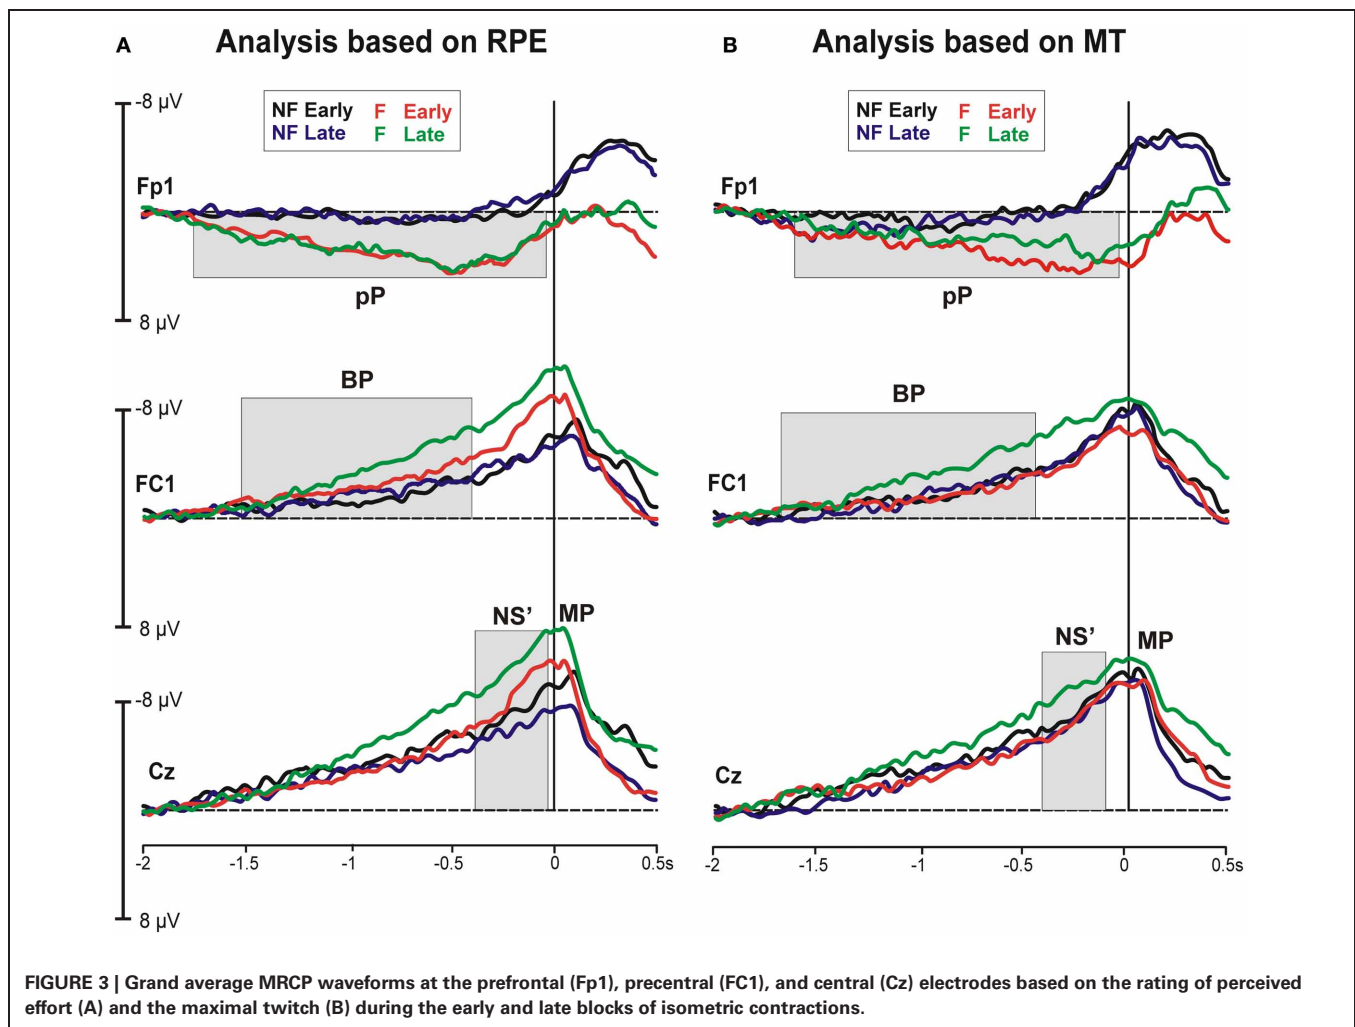 A Analysis based on RPE
B Analysis based on MT
-8 µV
NF Early F Early
NF Late F Late
NF Early F Early
NF Late F Late
Fp1
Fp1
pP
pP
8 µV
BP
BP
-8 µV
FC1
FC1
NS’ MP
NS’ MP
8 µV
-8 µV
Cz
Cz
-2 -1.5 -1 -0.5 0 0.5s
-2 -1.5 -1 -0.5 0 0.5s
8 µV
FIGURE 3 | Grand average MRCP waveforms at the prefrontal (Fp1), precentral (FC1), and central (Cz) electrodes based on the rating of perceived
effort (A) and the maximal twitch (B) during the early and late blocks of isometric contractions.